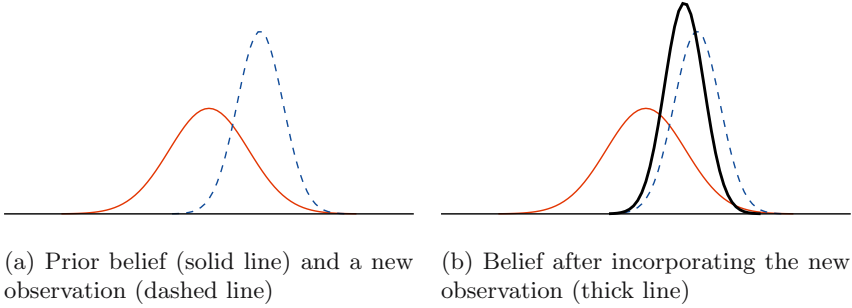 (a) Prior belief (solid line) and a new
observation (dashed line)
(b) Belief after incorporating the new
observation (thick line)